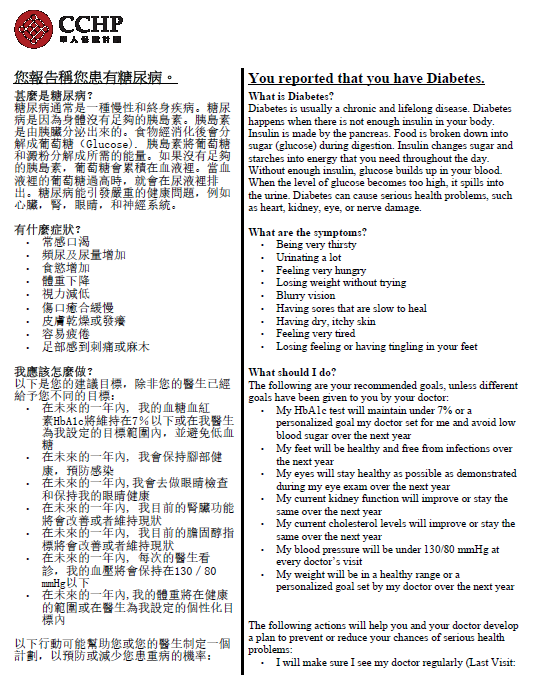 CCHP
華人保健計劃
您報告稱您患有糖尿病。
甚麼是糖尿病?
糖尿病通常是一種慢性和終身疾病。糖尿
病是因為身體沒有足夠的胰島素。胰島素
是由胰臟分泌出來的。食物經消化後會分
解成葡萄糖 (Glucose). 胰島素將葡萄糖
和澱粉分解成所需的能量。如果沒有足夠
的胰島素，葡萄糖會累積在血液裡。當血
液裡的葡萄糖過高時，就會在尿液裡排
出。糖尿病能引發嚴重的健康問題，例如
心臟，腎，眼睛，和神經系統。
有什麼症狀?
· 常感口渴
· 頻尿及尿量增加
· 食慾增加
· 體重下降
· 視力減低
· 傷口癒合緩慢
· 皮膚乾燥或發癢
· 容易疲倦
· 足部感到刺痛或麻木
我應該怎麼做?
以下是您的建議目標，除非您的醫生已經
給予您不同的目標:
· 在未來的一年內, 我的血糖血紅
素HbA1c將維持在7%以下或在我醫生
為我設定的目標範圍內，並避免低血
糖
· 在未來的一年內, 我會保持腳部健
康，預防感染
· 在未來的一年內,我會去做眼睛檢查
和保持我的眼睛健康
· 在未來的一年內, 我目前的腎臟功能
將會改善或者維持現狀
· 在未來的一年內, 我目前的膽固醇指
標將會改善或者維持現狀
· 在未來的一年內, 每次的醫生看
診，我的血壓將會保持在130／80
mmHg以下
· 在未來的一年內,我的體重將在健康
的範圍或在醫生為我設定的個性化目
標內
以下行動可能幫助您或您的醫生制定一個
計劃，以預防或減少您患重病的機率:
You reported that you have Diabetes.
What is Diabetes?
Diabetes is usually a chronic and lifelong disease. Diabetes
happens when there is not enough insulin in your body.
Insulin is made by the pancreas. Food is broken down into
sugar (glucose) during digestion. Insulin changes sugar and
starches into energy that you need throughout the day.
Without enough insulin, glucose builds up in your blood.
When the level of glucose becomes too high, it spills into
the urine. Diabetes can cause serious health problems, such
as heart, kidney, eye, or nerve damage.
What are the symptoms?
· Being very thirsty
· Urinating a lot
· Feeling very hungry
· Losing weight without trying
· Blurry vision
· Having sores that are slow to heal
· Having dry, itchy skin
· Feeling very tired
· Losing feeling or having tingling in your feet
What should I do?
The following are your recommended goals, unless different
goals have been given to you by your doctor:
· My HbA1c test will maintain under 7% or a
personalized goal my doctor set for me and avoid low
blood sugar over the next year
· My feet will be healthy and free from infections over
the next year
· My eyes will stay healthy as possible as demonstrated
during my eye exam over the next year
· My current kidney function will improve or stay the
same over the next year
· My current cholesterol levels will improve or stay the
same over the next year
· My blood pressure will be under 130/80 mmHg at
every doctor’s visit
· My weight will be in a healthy range or a
personalized goal set by my doctor over the next year
The following actions will help you and your doctor develop
a plan to prevent or reduce your chances of serious health
problems:
· I will make sure I see my doctor regularly (Last Visit: